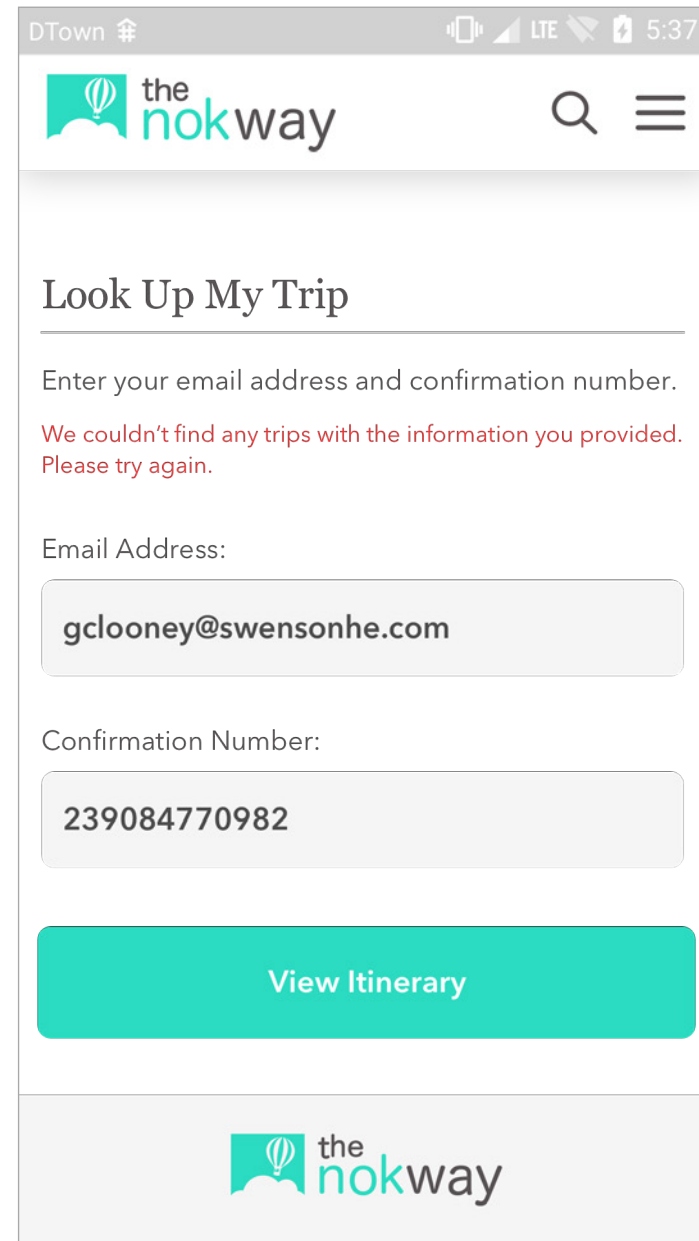 DTown
LTE 5:37
the
nokway
Look Up My Trip
Enter your email address and confirmation number.
We couldn’t find any trips with the information you provided.
Please try again.
Email Address:
gclooney@swensonhe.com
Confirmation Number:
239084770982
View Itinerary
the
nokway